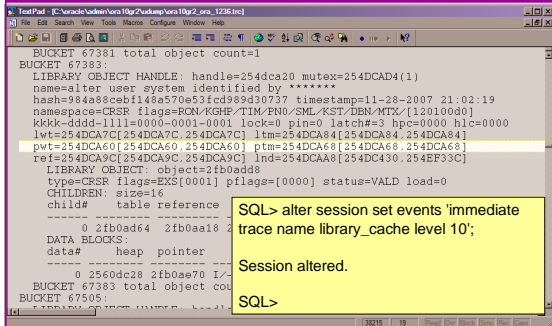 TextPad - [C:\oracle\admin\ora10gr2\udump\ora10gr2_ora_1236.trc]
File Edit Search View Tools Macros Configure Window Help
BUCKET 67381 total object count=1
BUCKET 67383:
LIBRARY OBJECT HANDLE: handle=254dca20 mutex=254DCAD4(1)
name=alter user system identified by *******
hash=984a88cebf148a570e53fcd989d30737 timestamp=11-28-2007 21:02:19
namespace=CRSR flags=RON/KGHP/TIM/PN0/SML/KST/DBN/MTX/[120100d0]
kkkk-dddd-llll=0000-0001-0001 lock=0 pin=0 latch#=3 hpc=0000 hlc=0000
lwt=254DCA7C[254DCA7C,254DCA7C] ltm=254DCA84[254DCA84,254DCA84]
pwt=254DCA60[254DCA60,254DCA60] ptm=254DCA68[254DCA68,254DCA68]
ref=254DCA9C[254DCA9C,254DCA9C] lnd=254DCAA8[254DC430,254EF33C]
LIBRARY OBJECT: object=2fb0add8
type=CRSR flags=EXS[0001] pflags=[0000] status=VALD load=0
CHILDREN: size=16
child# table reference
------ -------- --------
0 2fb0ad64 2fb0aa18 2
DATA BLOCKS:
data# heap pointer
----- -------- --------
0 2560dc28 2fb0ae70 I/-
BUCKET 67383 total object cou
BUCKET 67505:
SQL> alter session set events 'immediate
trace name library_cache level 10';
Session altered.
SQL>
38215 19 Read Ovr Block Sync Rec Caps